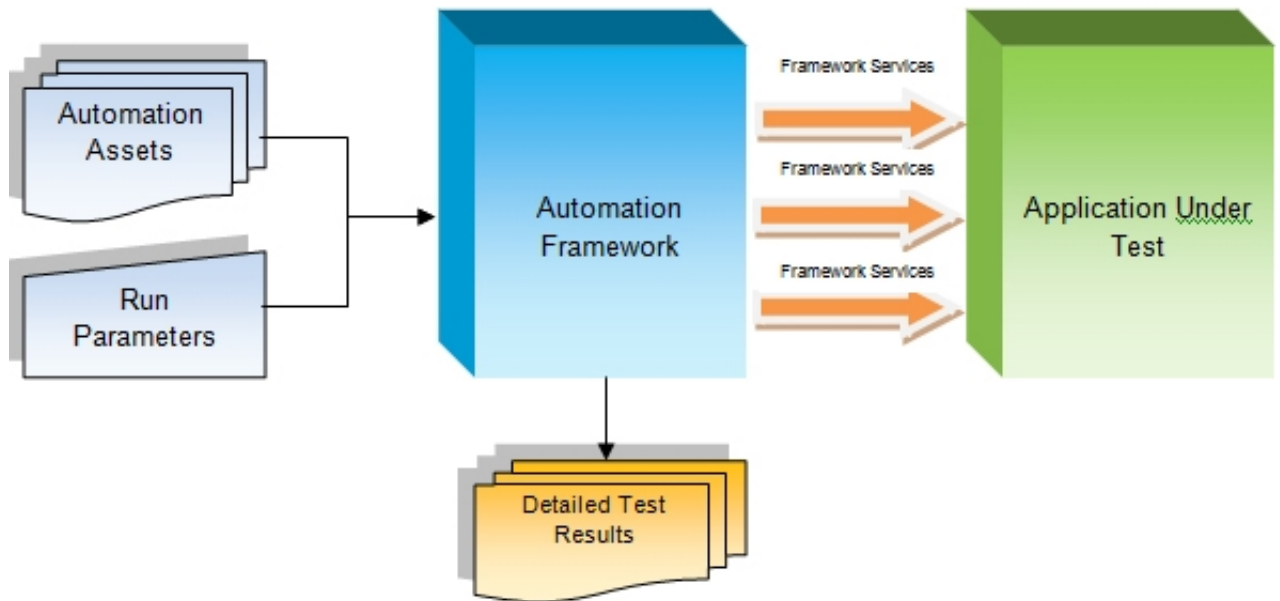 Automation
Assets
Run
Parameters
Automation
Framework
Framework Services
Framework Services
Framework Services
Application Under
Test
Detailed Test
Results